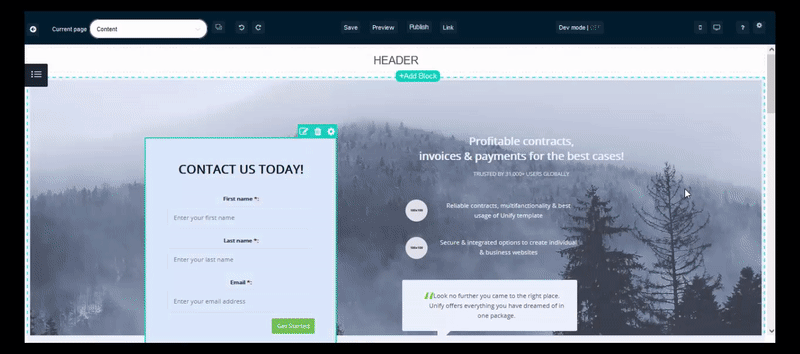 Current page
Content
Save
Preview
Publish
Link
Dev mode |
?
HEADER
+Add Block
CONTACT US TODAY!
First name *:
Enter your first name
Last name *:
Enter your last name
Email *:
Enter your email address
Get Started
Profitable contracts,
invoices & payments for the best cases!
TRUSTED BY 31,000+ USERS GLOBALLY
Reliable contracts, multifanctionality & best
usage of Unify template
Secure & integrated options to create individual
& business websites
Look no further you came to the right place.
Unify offers everything you have dreamed of in
one package.